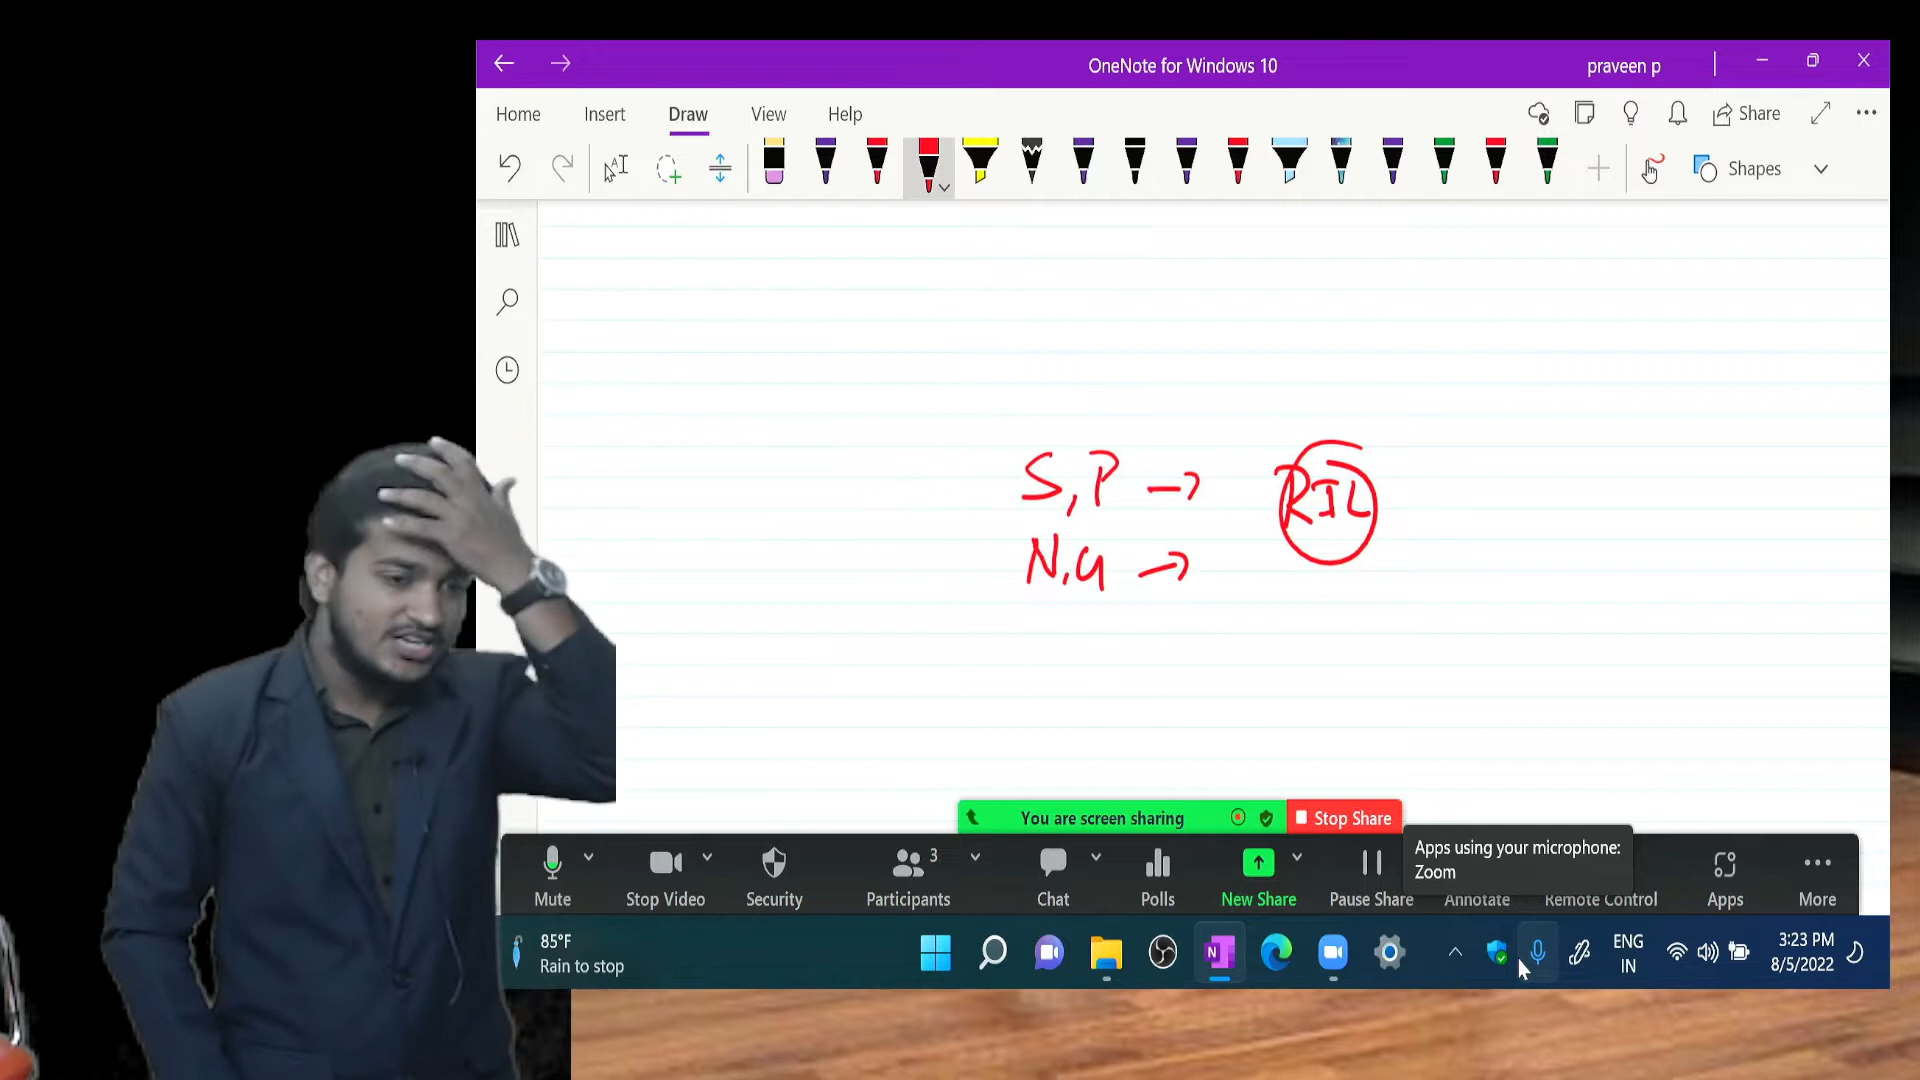 OneNote for Windows 10
praveen p
Home Insert Draw View Help
Share
Shapes
S, P → RIL
N, G →
You are screen sharing
Stop Share
Apps using your microphone:
Zoom
3
Mute Stop Video Security Participants Chat Polls New Share Pause Share Annotate Remote Control Apps More
85°F
Rain to stop
ENG
IN
3:23 PM
8/5/2022